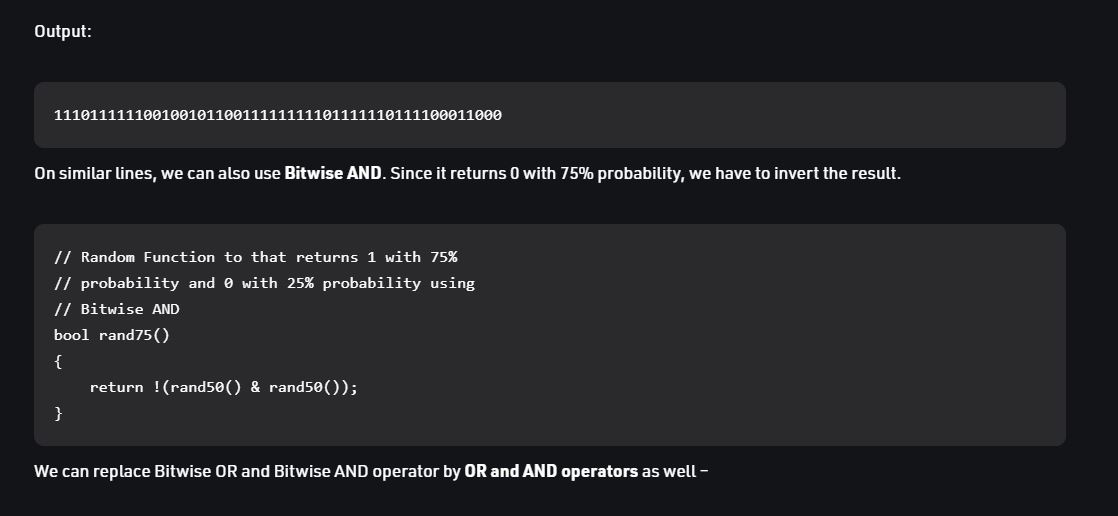 Output:
11101111110010010110011111111101111110111100011000
On similar lines, we can also use Bitwise AND. Since it returns 0 with 75% probability, we have to invert the result.
// Random Function to that returns 1 with 75%
// probability and 0 with 25% probability using
// Bitwise AND
bool rand75()
{
    return !(rand50() & rand50());
}
We can replace Bitwise OR and Bitwise AND operator by OR and AND operators as well –